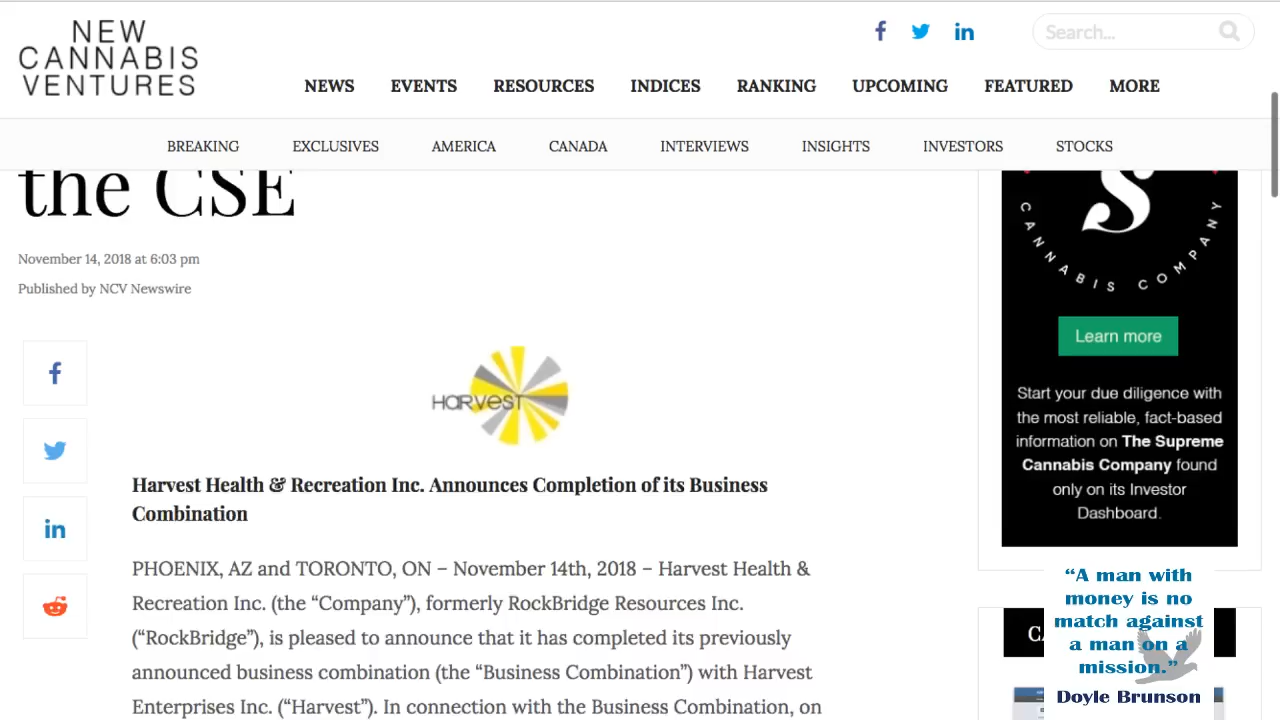 NEW
CANNABIS
VENTURES
Search...
NEWS EVENTS RESOURCES INDICES RANKING UPCOMING FEATURED MORE
BREAKING EXCLUSIVES AMERICA CANADA INTERVIEWS INSIGHTS INVESTORS STOCKS
the CSE
November 14, 2018 at 6:03 pm
Published by NCV Newswire
HARVEST
Harvest Health & Recreation Inc. Announces Completion of its Business
Combination
PHOENIX, AZ and TORONTO, ON – November 14th, 2018 – Harvest Health &
Recreation Inc. (the “Company”), formerly RockBridge Resources Inc.
(“RockBridge”), is pleased to announce that it has completed its previously
announced business combination (the “Business Combination”) with Harvest
Enterprises Inc. (“Harvest”). In connection with the Business Combination, on
CANNABIS COMPANY
Learn more
Start your due diligence with
the most reliable, fact-based
information on The Supreme
Cannabis Company found
only on its Investor
Dashboard.
“A man with
money is no
match against
a man on a
mission.”
Doyle Brunson